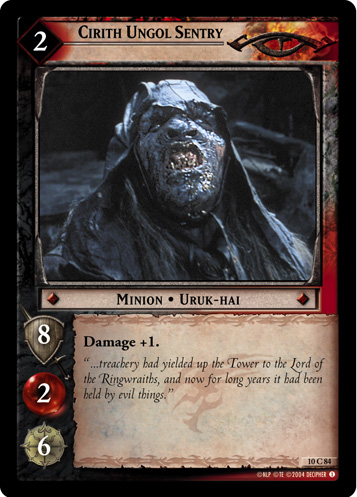 2
CIRITH UNGOL SENTRY
MINION • URUK-HAI
8
Damage +1.
2
“...treachery had yielded up the Tower to the Lord of
the Ringwraiths, and now for long years it had been
held by evil things.”
6
10 C 84
©NLP ©TE ©2004 DECIPHER